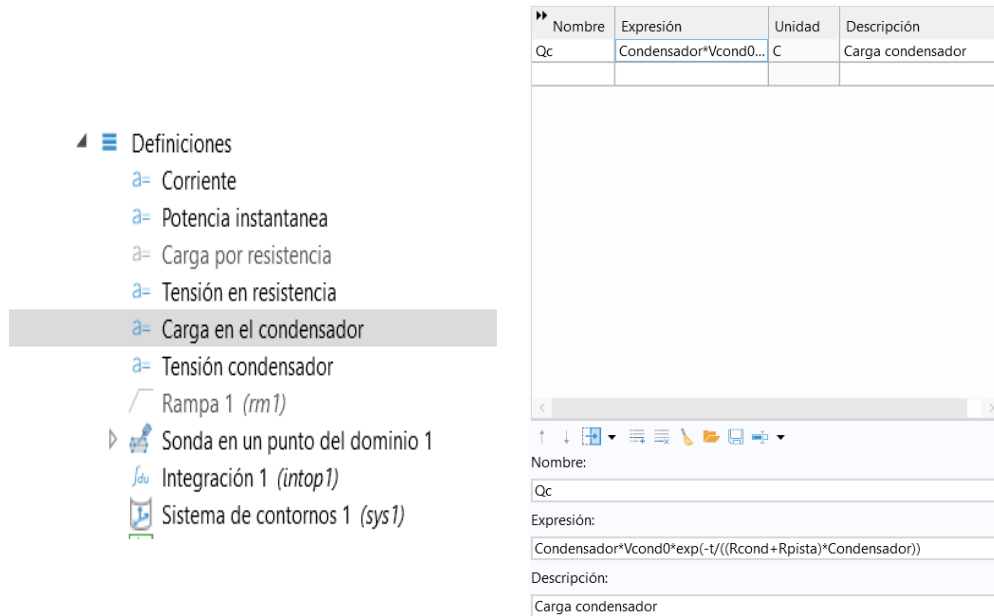 Definiciones
a= Corriente
a= Potencia instantanea
a= Carga por resistencia
a= Tensión en resistencia
a= Carga en el condensador
a= Tensión condensador
Rampa 1 (rm1)
Sonda en un punto del dominio 1
∫du Integración 1 (intop1)
Sistema de contornos 1 (sys1)
Nombre Expresión Unidad Descripción
Qc Condensador*Vcond0... C Carga condensador
Nombre:
Qc
Expresión:
Condensador*Vcond0*exp(-t/((Rcond+Rpista)*Condensador))
Descripción:
Carga condensador